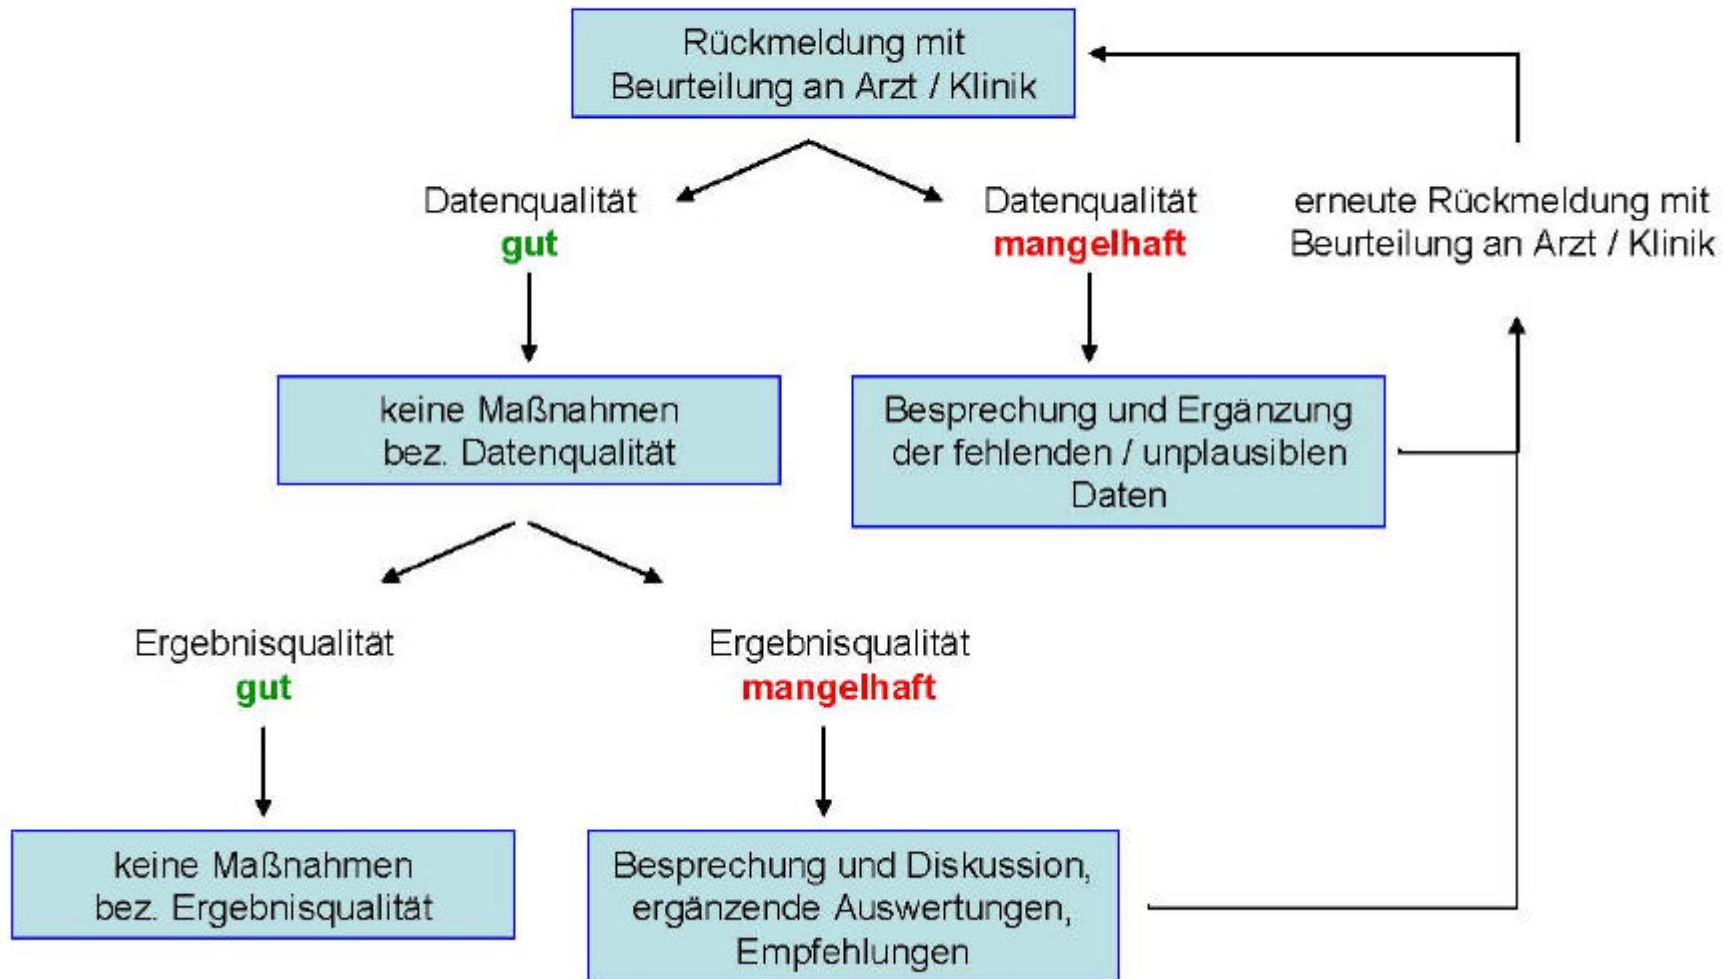 Rückmeldung mit
Beurteilung an Arzt / Klinik
Datenqualität
gut
Datenqualität
mangelhaft
erneute Rückmeldung mit
Beurteilung an Arzt / Klinik
keine Maßnahmen
bez. Datenqualität
Besprechung und Ergänzung
der fehlenden / unplausiblen
Daten
Ergebnisqualität
gut
Ergebnisqualität
mangelhaft
keine Maßnahmen
bez. Ergebnisqualität
Besprechung und Diskussion,
ergänzende Auswertungen,
Empfehlungen